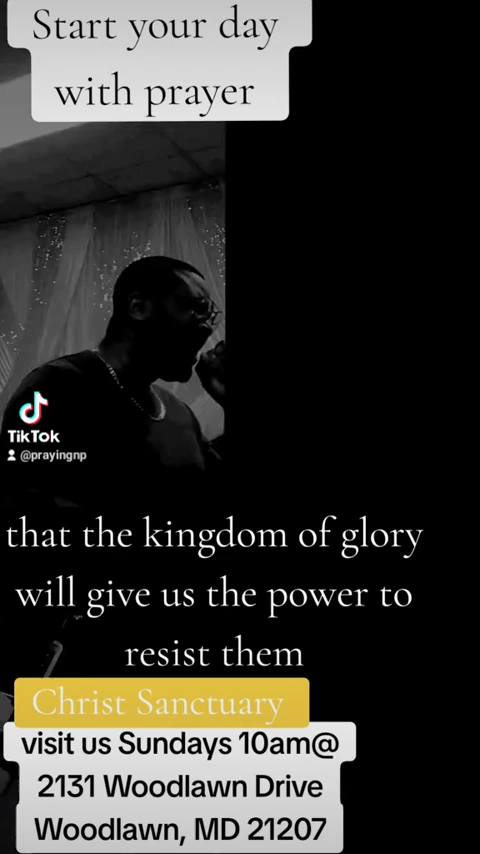 Start your day
with prayer
TikTok
@prayingnp
that the kingdom of glory
will give us the power to
resist them
Christ Sanctuary
visit us Sundays 10am@
2131 Woodlawn Drive
Woodlawn, MD 21207